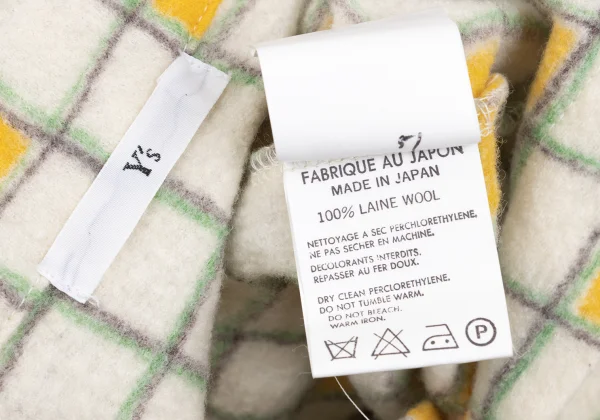 Y's
FABRIQUE AU JAPON
MADE IN JAPAN
100% LAINE WOOL
NETTOYAGE A SEC PERCHLORETHYLENE.
NE PAS SECHER EN MACHINE.
DECOLORANTS INTERDITS.
REPASSER AU FER DOUX.
DRY CLEAN PERCLORETHYLENE.
DO NOT TUMBLE WARM.
DO NOT BLEACH.
WARM IRON.
P